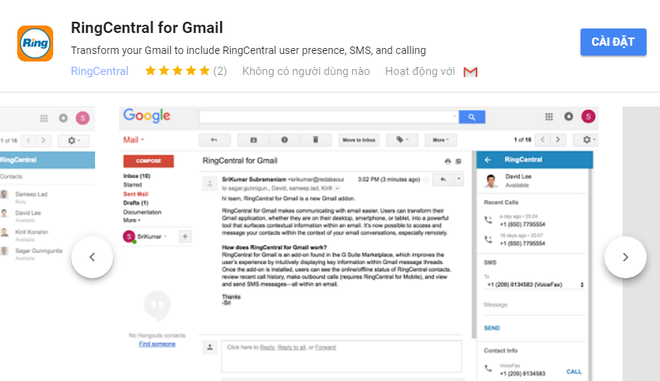 Ring
RingCentral for Gmail
Transform your Gmail to include RingCentral user presence, SMS, and calling
CÀI ĐẶT
RingCentral
(2)
Không có người dùng nào
Hoạt động với
S
1 of 16
RingCentral
Contacts
Sameep Lad
Busy
David Lee
Available
Kirill Konshin
Available
Sagar Gunniguntla
Available
Google
S
Mail
Move to Inbox
More
1 of 16
COMPOSE
Inbox (10)
Starred
Sent Mail
Drafts (1)
Documentation
More
SriKumar
No Hangout contacts
Find someone
RingCentral for Gmail
3:02 PM (3 minutes ago)
to sagar.gunnigun., David, sameep.lad, Kirill
hi team, RingCentral for Gmail is a new Gmail addon.
RingCentral for Gmail makes communicating with email easier. Users can transform their
Gmail application, whether they are on their desktop, smartphone, or tablet, into a powerful
tool that surfaces contextual information within an email. It's now possible to access and
message your contacts within the context of your email conversations, especially remotely.
How does RingCentral for Gmail work?
RingCentral for Gmail is an add-on found in the G Suite Marketplace, which improves the
user's experience by intuitively displaying key information within Gmail message threads.
Once the add-on is installed, users can see the online/offline status of RingCentral contacts,
review recent call history, make outbound calls (requires RingCentral for Mobile), and view
and send SMS messages—all within an email.
Thanks
-Sri
Click here to Reply, Reply to all, or Forward
RingCentral
David Lee
Available
Recent Calls
a day ago • 20:24
+1 (650) 7795554
16 days ago • 25:07
+1 (650) 7795554
SMS
To
+1 (209) 8134583 (VoiceFax)
Message
SEND
Contact Info
VoiceFax
+1 (209) 8134583
CALL